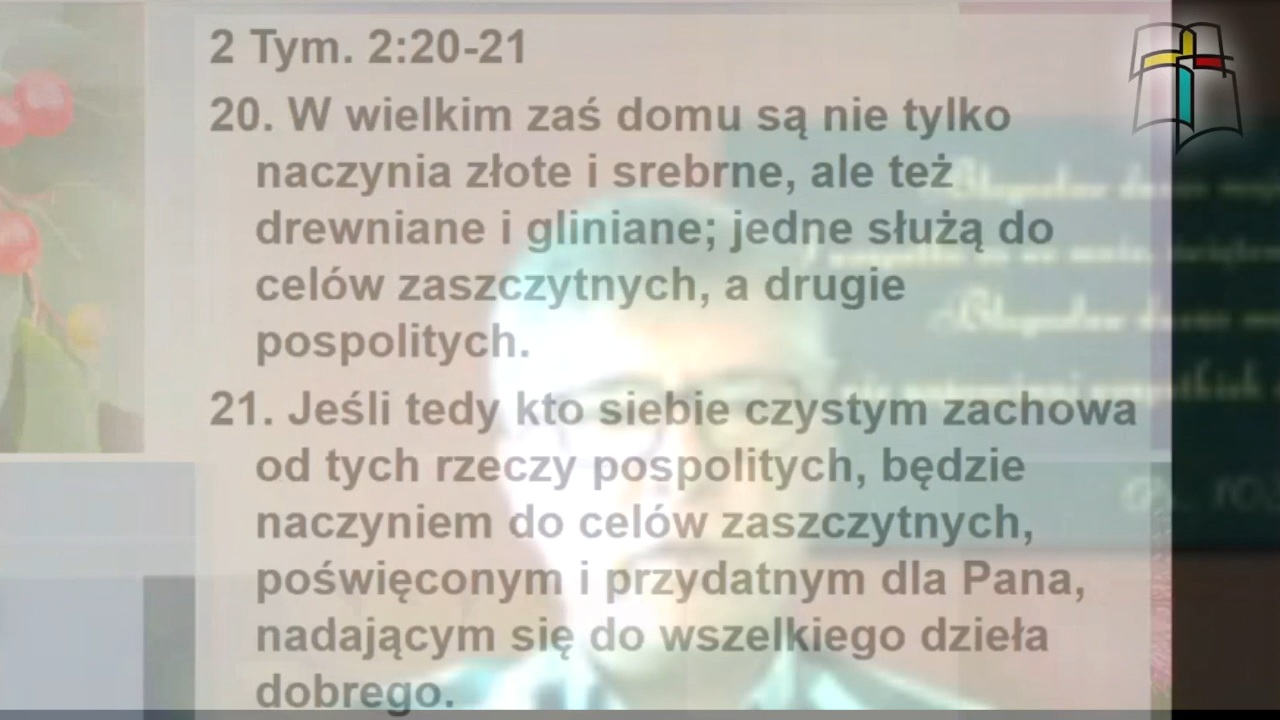 2 Tym. 2:20-21
20. W wielkim zaś domu są nie tylko
naczynia złote i srebrne, ale też
drewniane i gliniane; jedne służą do
celów zaszczytnych, a drugie
pospolitych.
21. Jeśli tedy kto siebie czystym zachowa
od tych rzeczy pospolitych, będzie
naczyniem do celów zaszczytnych,
poświęconym i przydatnym dla Pana,
nadającym się do wszelkiego dzieła
dobrego.